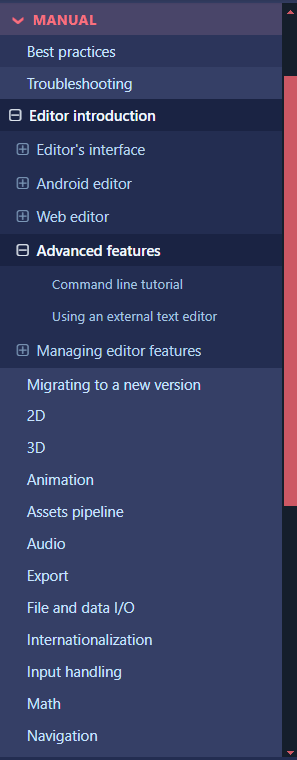 MANUAL
Best practices
Troubleshooting
Editor introduction
Editor's interface
Android editor
Web editor
Advanced features
Command line tutorial
Using an external text editor
Managing editor features
Migrating to a new version
2D
3D
Animation
Assets pipeline
Audio
Export
File and data I/O
Internationalization
Input handling
Math
Navigation